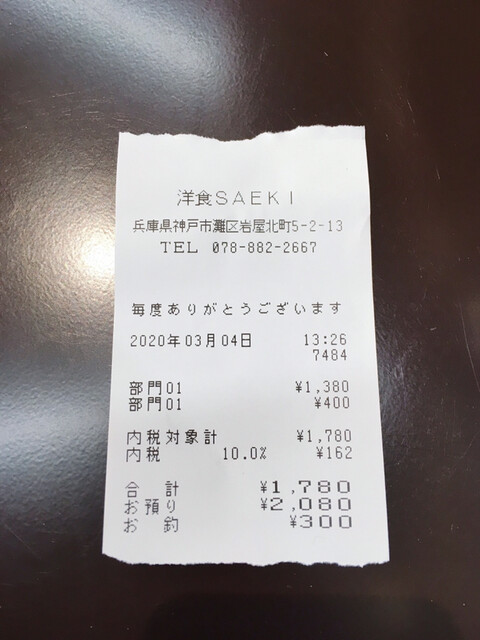 洋食SAEKI
兵庫県神戸市灘区岩屋北町5-2-13
TEL 078-882-2667
毎度ありがとうございます
2020年03月04日 13:26
7484
部門01 ¥1,380
部門01 ¥400
内税対象計 ¥1,780
内税 10.0% ¥162
合計 ¥1,780
お預り ¥2,080
お釣 ¥300